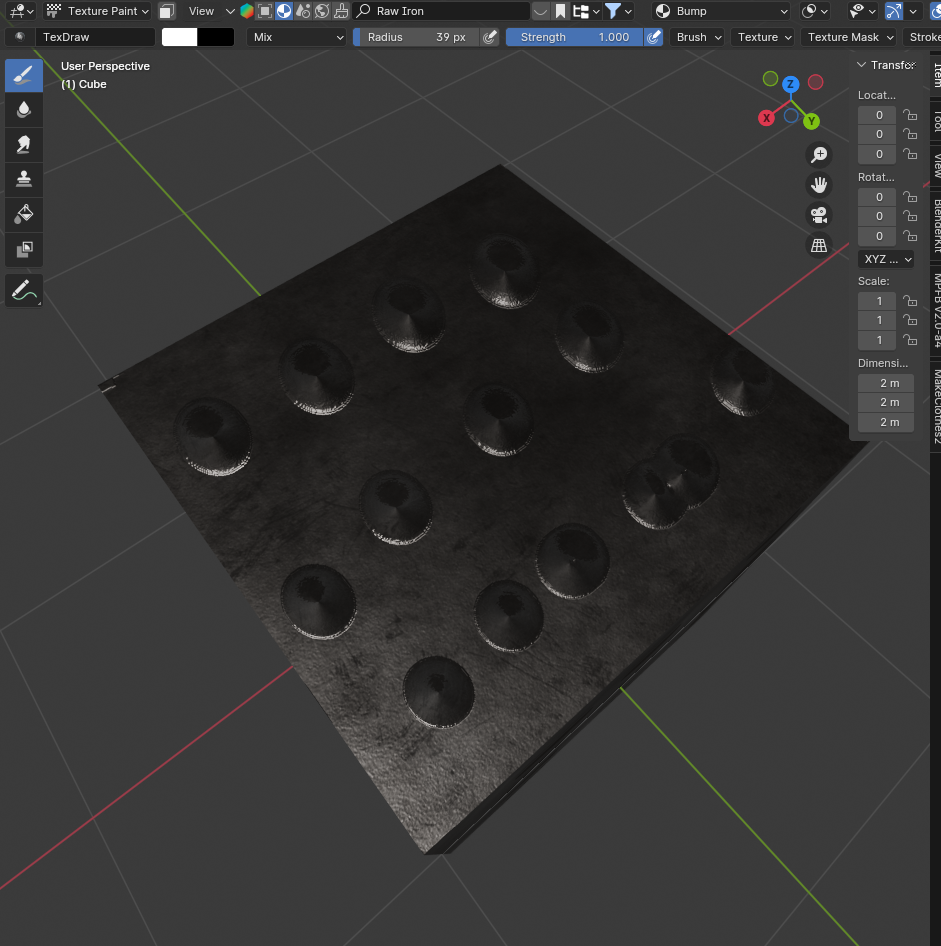 Texture Paint View Raw Iron Bump
TexDraw Mix Radius 39 px Strength 1.000 Brush Texture Texture Mask Stroke
User Perspective
(1) Cube
Z
X
Y
Transfor
Locat...
0
0
0
Rotat...
0
0
0
XYZ ...
Scale:
1
1
1
Dimensi...
2 m
2 m
2 m
Item
Tool
View
BlenderKit
MPFB v2.0-a4
MakeClothes2